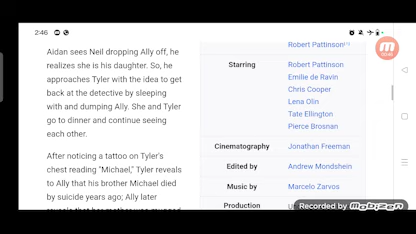 2:46
Aidan sees Neil dropping Ally off, he
realizes she is his daughter. So, he
approaches Tyler with the idea to get
back at the detective by sleeping
with and dumping Ally. She and Tyler
go to dinner and continue seeing
each other.
After noticing a tattoo on Tyler's
chest reading "Michael," Tyler reveals
to Ally that his brother Michael died
by suicide years ago; Ally later
Robert Pattinson
Starring
Robert Pattinson
Emilie de Ravin
Chris Cooper
Lena Olin
Tate Ellington
Pierce Brosnan
Cinematography
Jonathan Freeman
Edited by
Andrew Mondshein
Music by
Marcelo Zarvos
Production
Recorded by
Mobizen